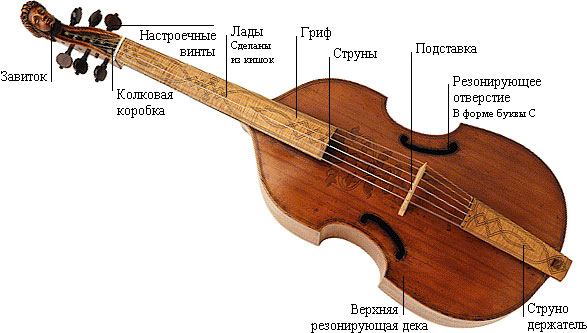 Настроечные
винты
Лады
Сделаны
из кишок
Гриф
Струны
Подставка
Резонирующее
отверстие
В форме буквы С
Завиток
Колковая
коробка
Верхняя
резонирующая дека
Струно
держатель